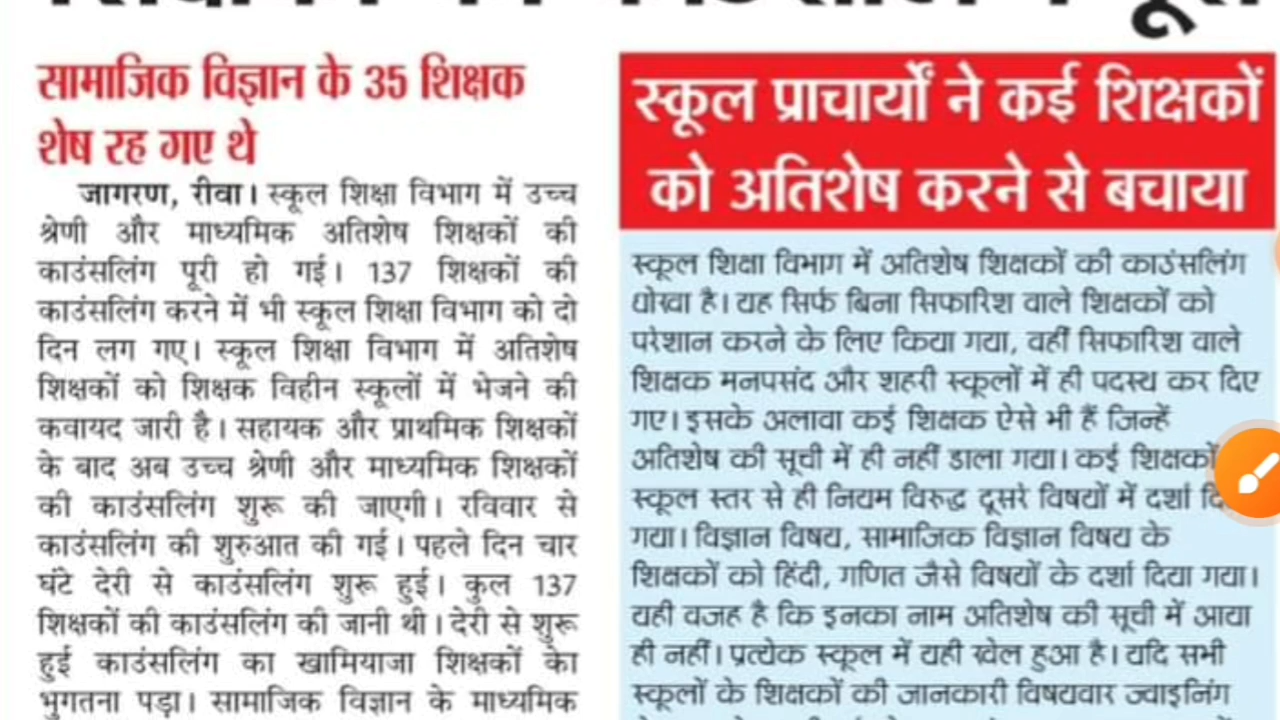 सामाजिक विज्ञान के 35 शिक्षक
शेष रह गए थे
जागरण, रीवा। स्कूल शिक्षा विभाग में उच्च
श्रेणी और माध्यमिक अतिशेष शिक्षकों की
काउंसलिंग पूरी हो गई। 137 शिक्षकों की
काउंसलिंग करने में भी स्कूल शिक्षा विभाग को दो
दिन लग गए। स्कूल शिक्षा विभाग में अतिशेष
शिक्षकों को शिक्षक विहीन स्कूलों में भेजने की
कवायद जारी है। सहायक और प्राथमिक शिक्षकों
के बाद अब उच्च श्रेणी और माध्यमिक शिक्षकों
की काउंसलिंग शुरू की जाएगी। रविवार से
काउंसलिंग की शुरुआत की गई। पहले दिन चार
घंटे देरी से काउंसलिंग शुरू हुई। कुल 137
शिक्षकों की काउंसलिंग की जानी थी। देरी से शुरू
हुई काउंसलिंग का खामियाजा शिक्षकों केा
भुगतना पड़ा। सामाजिक विज्ञान के माध्यमिक
स्कूल प्राचार्यों ने कई शिक्षकों
को अतिशेष करने से बचाया
स्कूल शिक्षा विभाग में अतिशेष शिक्षकों की काउंसलिंग
धोखा है। यह सिर्फ बिना सिफारिश वाले शिक्षकों को
परेशान करने के लिए किया गया, वहीं सिफारिश वाले
शिक्षक मनपसंद और शहरी स्कूलों में ही पदस्थ कर दिए
गए। इसके अलावा कई शिक्षक ऐसे भी हैं जिन्हें
अतिशेष की सूची में ही नहीं डाला गया। कई शिक्षकों
स्कूल स्तर से ही नियम विरुद्ध दूसरे विषयों में दर्शा
गया। विज्ञान विषय, सामाजिक विज्ञान विषय के
शिक्षकों को हिंदी, गणित जैसे विषयों के दर्शा दिया गया।
यही वजह है कि इनका नाम अतिशेष की सूची में आया
ही नहीं। प्रत्येक स्कूल में यही खेल हुआ है। यदि सभी
स्कूलों के शिक्षकों की जानकारी विषयवार ज्वाइनिंग